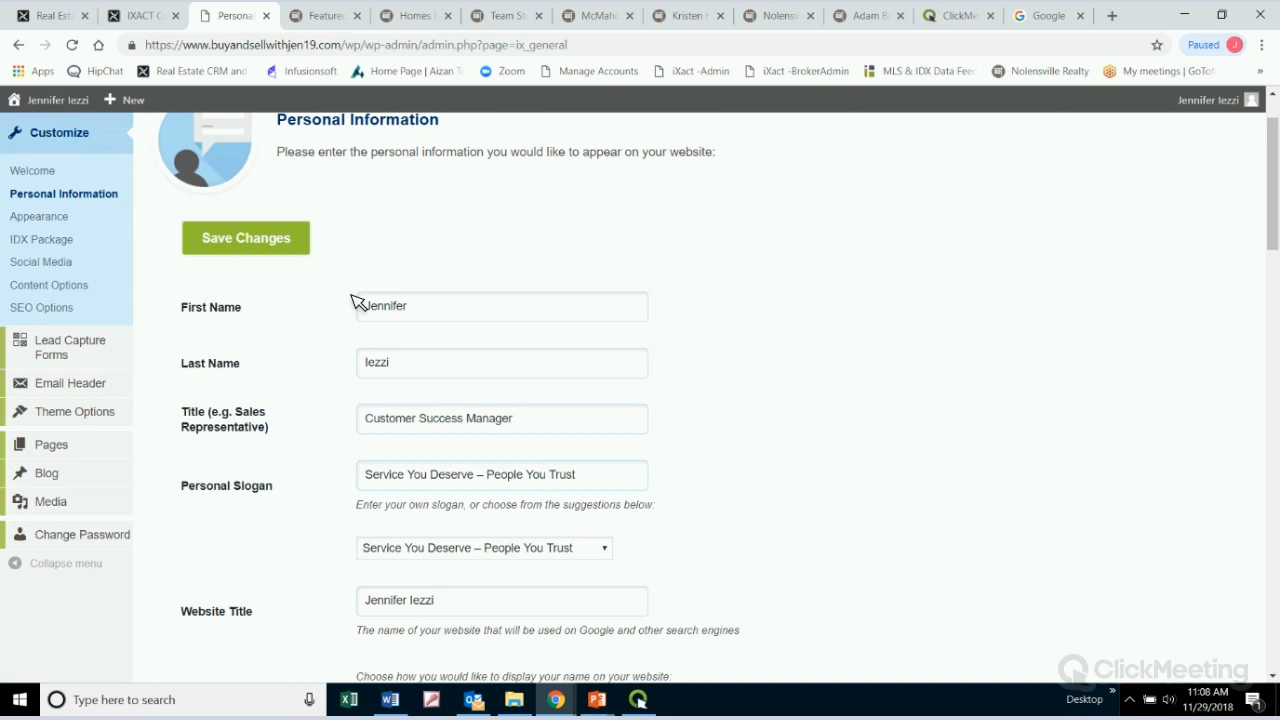 Real Esta
IXACT C
Personal
Featured
Homes
Team St
McMah
Kristen
Nolensv
Adam B
ClickMe
Google
https://www.buyandsellwithjen19.com/wp/wp-admin/admin.php?page=ix_general
Paused
J
Apps
HipChat
Real Estate CRM and
Infusionsoft
Home Page | Aizan
Zoom
Manage Accounts
iXact -Admin
iXact -BrokerAdmin
MLS & IDX Data Fee
Nolensville Realty
My meetings | GoTo
»
Jennifer Iezzi
New
Jennifer Iezzi
Customize
Welcome
Personal Information
Appearance
IDX Package
Social Media
Content Options
SEO Options
Lead Capture
Forms
Email Header
Theme Options
Pages
Blog
Media
Change Password
Collapse menu
Personal Information
Please enter the personal information you would like to appear on your website:
Save Changes
First Name
Jennifer
Last Name
Iezzi
Title (e.g. Sales
Representative)
Customer Success Manager
Personal Slogan
Service You Deserve – People You Trust
Enter your own slogan, or choose from the suggestions below:
Service You Deserve – People You Trust
Website Title
Jennifer Iezzi
The name of your website that will be used on Google and other search engines
Choose how you would like to display your name on your website:
ClickMeeting
Type here to search
Desktop
»
11:08 AM
11/29/2018
1